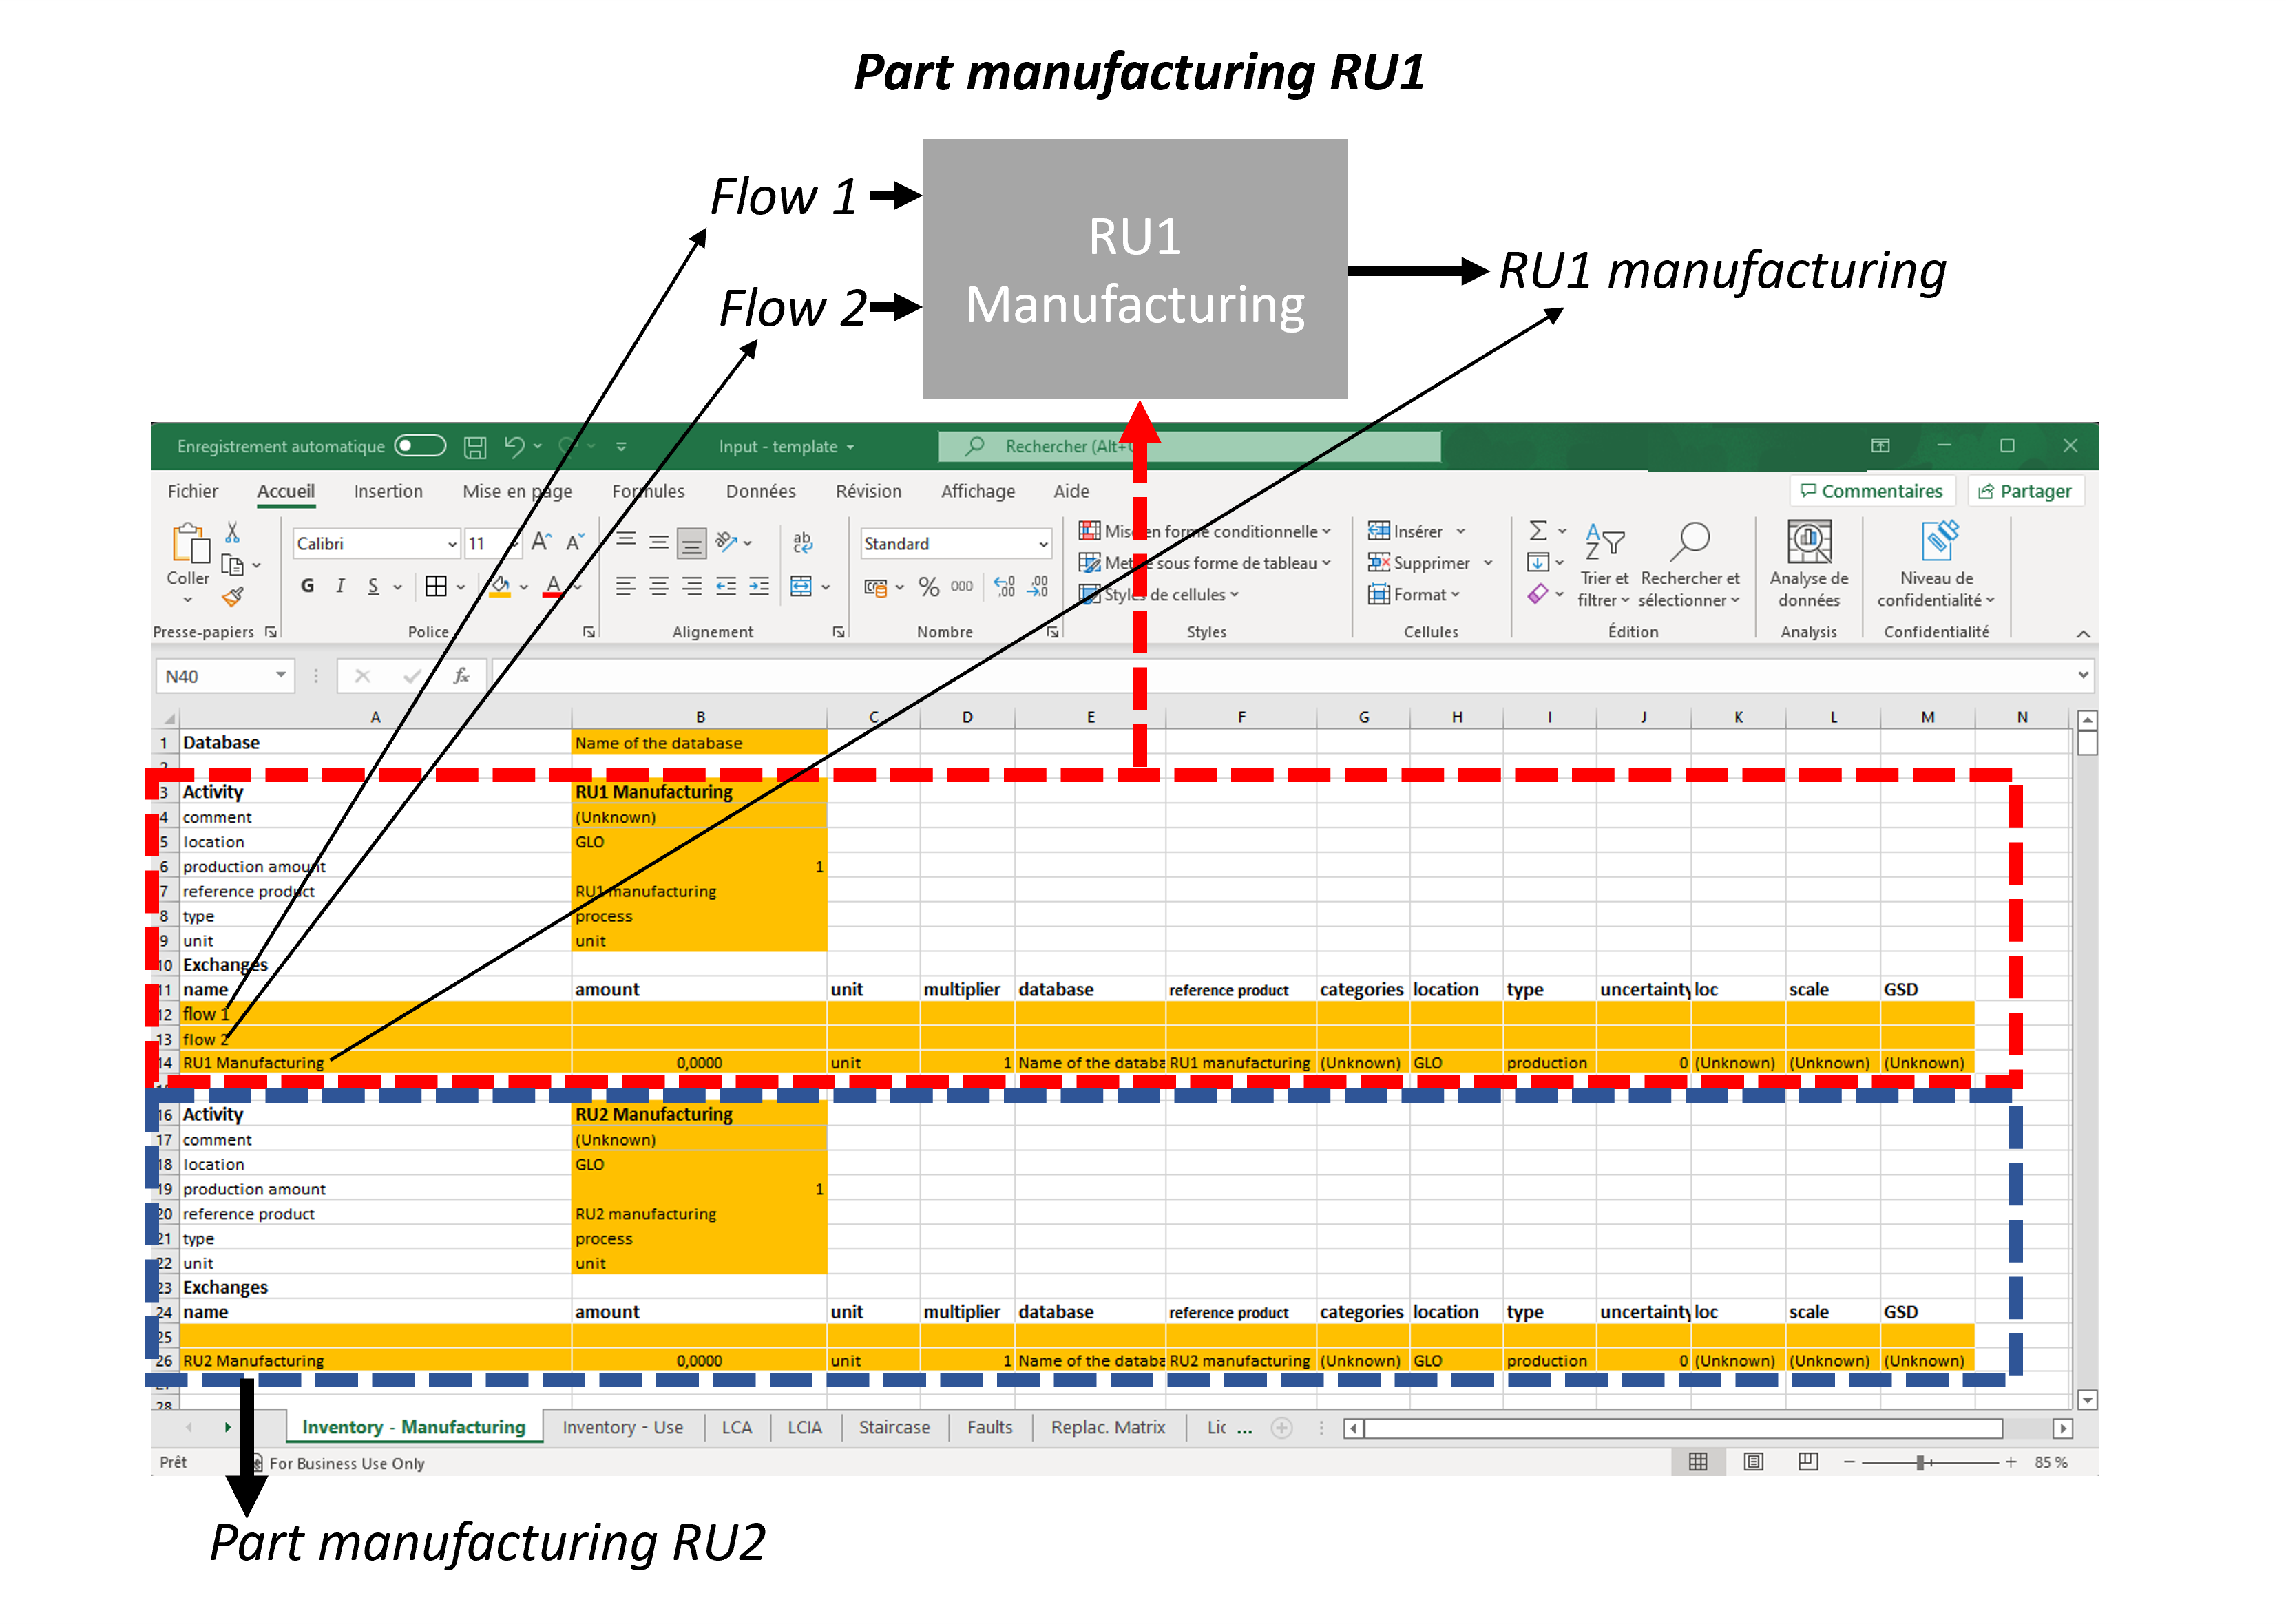 Part manufacturing RU1
Flow 1
Flow 2
RU1
Manufacturing
RU1 manufacturing
Enregistrement automatique
Input - template
Rechercher (Alt+
Fichier Accueil Insertion Mise en page Formules Données Révision Affichage Aide
Commentaires Partager
Coller
Calibri 11
G I S
Standard
% 000
Mise en forme conditionnelle
Mettre sous forme de tableau
Styles de cellules
Insérer
Supprimer
Format
Trier et
filtrer
Rechercher et
sélectionner
Analyse de
données
Niveau de
confidentialité
Presse-papiers Police Alignement Nombre Styles Cellules Édition Analysis Confidentialité
N40 fx
A B C D E F G H I J K L M N
1 Database Name of the database
2
3 Activity RU1 Manufacturing
4 comment (Unknown)
5 location GLO
6 production amount 1
7 reference product RU1 manufacturing
8 type process
9 unit unit
10 Exchanges
11 name amount unit multiplier database reference product categories location type uncertainty loc scale GSD
12 flow 1
13 flow 2
14 RU1 Manufacturing 0,0000 unit 1 Name of the databa RU1 manufacturing (Unknown) GLO production 0 (Unknown) (Unknown) (Unknown)
16 Activity RU2 Manufacturing
17 comment (Unknown)
18 location GLO
19 production amount 1
20 reference product RU2 manufacturing
21 type process
22 unit unit
23 Exchanges
24 name amount unit multiplier database reference product categories location type uncertainty loc scale GSD
25
26 RU2 Manufacturing 0,0000 unit 1 Name of the databa RU2 manufacturing (Unknown) GLO production 0 (Unknown) (Unknown) (Unknown)
28
Inventory - Manufacturing Inventory - Use LCA LCIA Staircase Faults Replac. Matrix Lic ...
Prêt For Business Use Only 85 %
Part manufacturing RU2